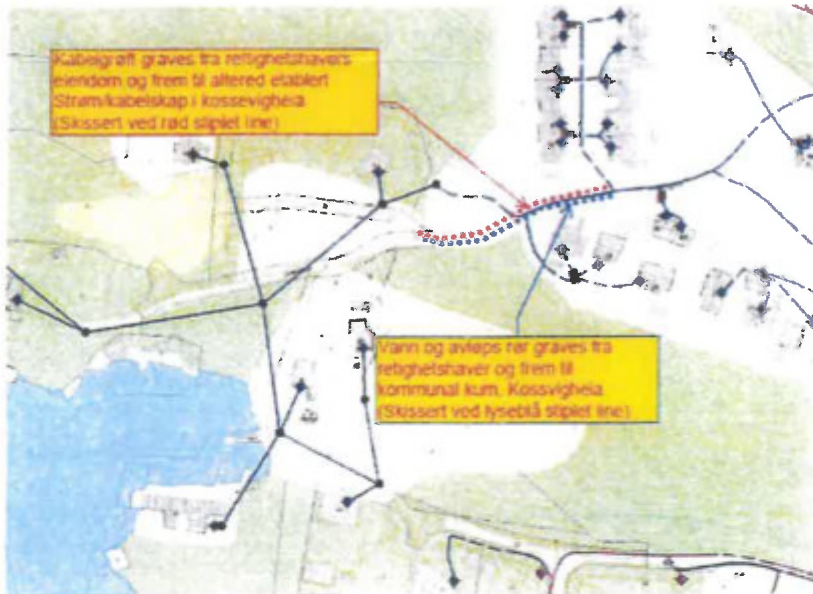 Kabelgrøft graves fra rettighetshavers
eiendom og frem til allered etablert
Strøm/kabelskap i kossevigheia
(Skissert ved rød stiplet line)
Vann og avløps rør graves fra
rettighetshaver og frem til
kommunal kum, Kossvigheia
(Skissert ved lyseblå stiplet line)